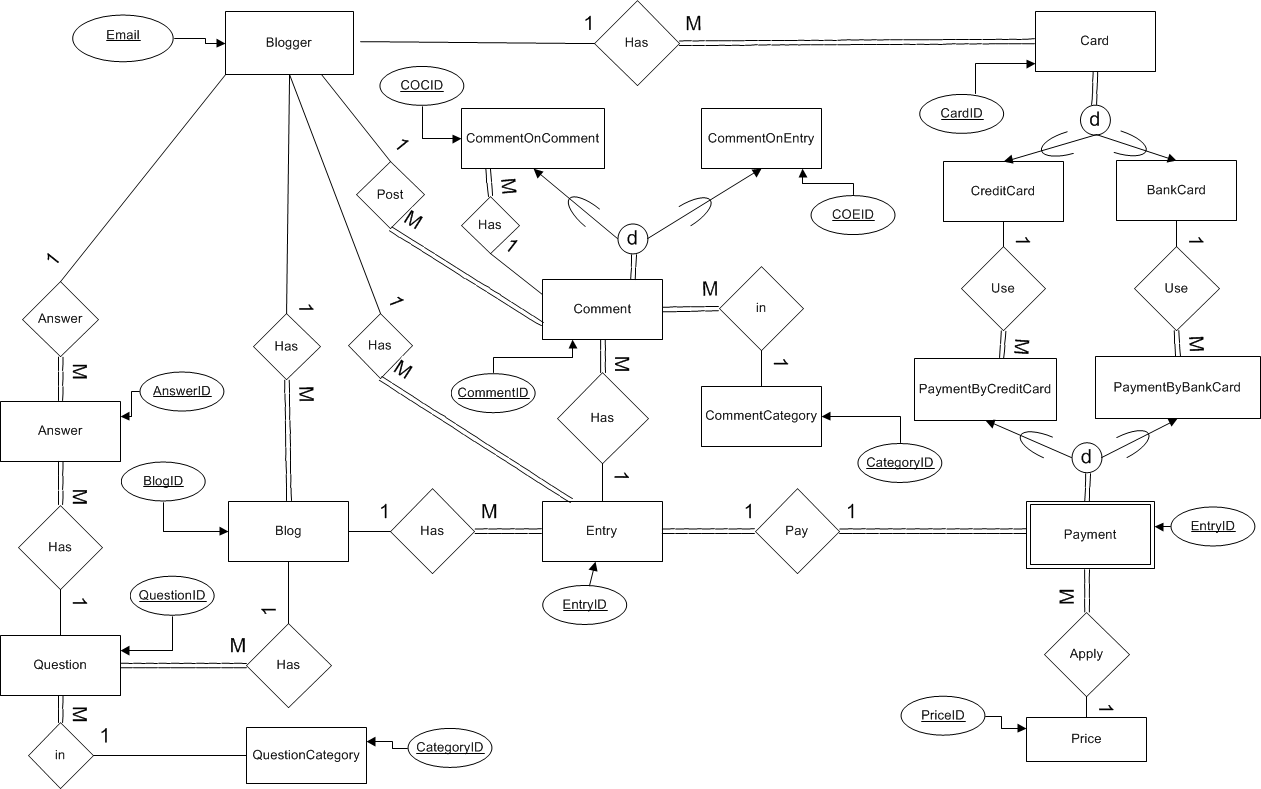 Email
Blogger
1
Has
M
Card
COCID
CardID
CommentOnComment
CommentOnEntry
d
1
Post
M
M
Has
1
COEID
d
CreditCard
BankCard
1
1
1
Answer
1
Has
1
Has
M
Comment
M
in
Use
Use
M
M
M
M
M
1
AnswerID
CommentID
Has
CommentCategory
PaymentByCreditCard
PaymentByBankCard
Answer
CategoryID
d
M
BlogID
1
Has
Blog
1
Has
M
Entry
1
Pay
1
Payment
EntryID
QuestionID
EntryID
1
1
M
Question
M
Has
Apply
M
1
in
1
QuestionCategory
CategoryID
PriceID
Price